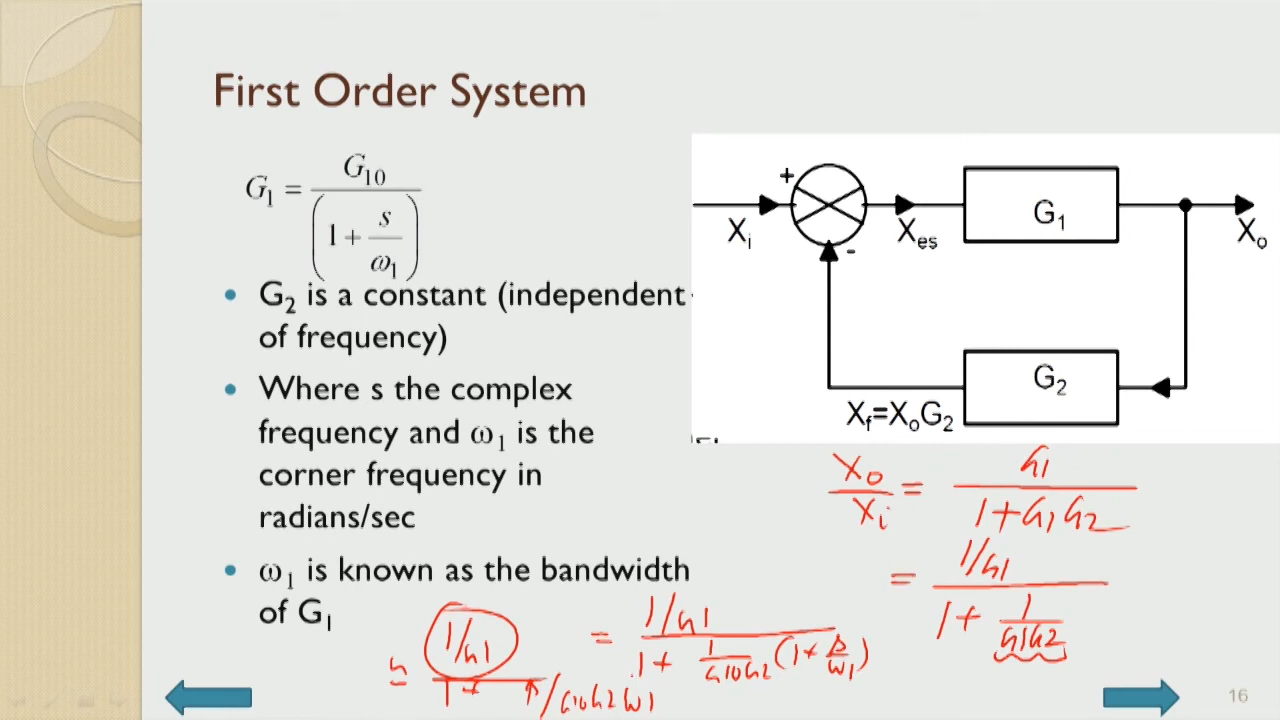 First Order System
G₁ = G₁₀ / (1 + s/ω₁)
• G₂ is a constant (independent of frequency)
of frequency)
• Where s the complex
frequency and ω₁ is the
corner frequency in
radians/sec
• ω₁ is known as the bandwidth
of G₁
+
Xᵢ
-
Xₑₛ
G₁
Xₒ
G₂
X_f=XₒG₂
Xₒ/Xᵢ = G₁ / (1+G₁G₂)
= 1/G1 / (1 + 1/(G1G2))
= 1/G1 / (1 + 1/(G10G2) (1 + s/ω1))
16